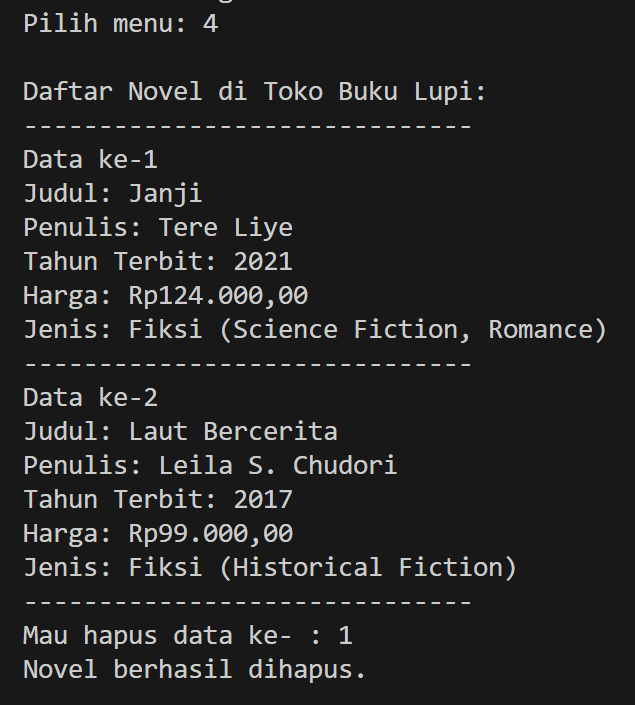 Pilih menu: 4
Daftar Novel di Toko Buku Lupi:
------------------------------
Data ke-1
Judul: Janji
Penulis: Tere Liye
Tahun Terbit: 2021
Harga: Rp124.000,00
Jenis: Fiksi (Science Fiction, Romance)
------------------------------
Data ke-2
Judul: Laut Bercerita
Penulis: Leila S. Chudori
Tahun Terbit: 2017
Harga: Rp99.000,00
Jenis: Fiksi (Historical Fiction)
------------------------------
Mau hapus data ke- : 1
Novel berhasil dihapus.